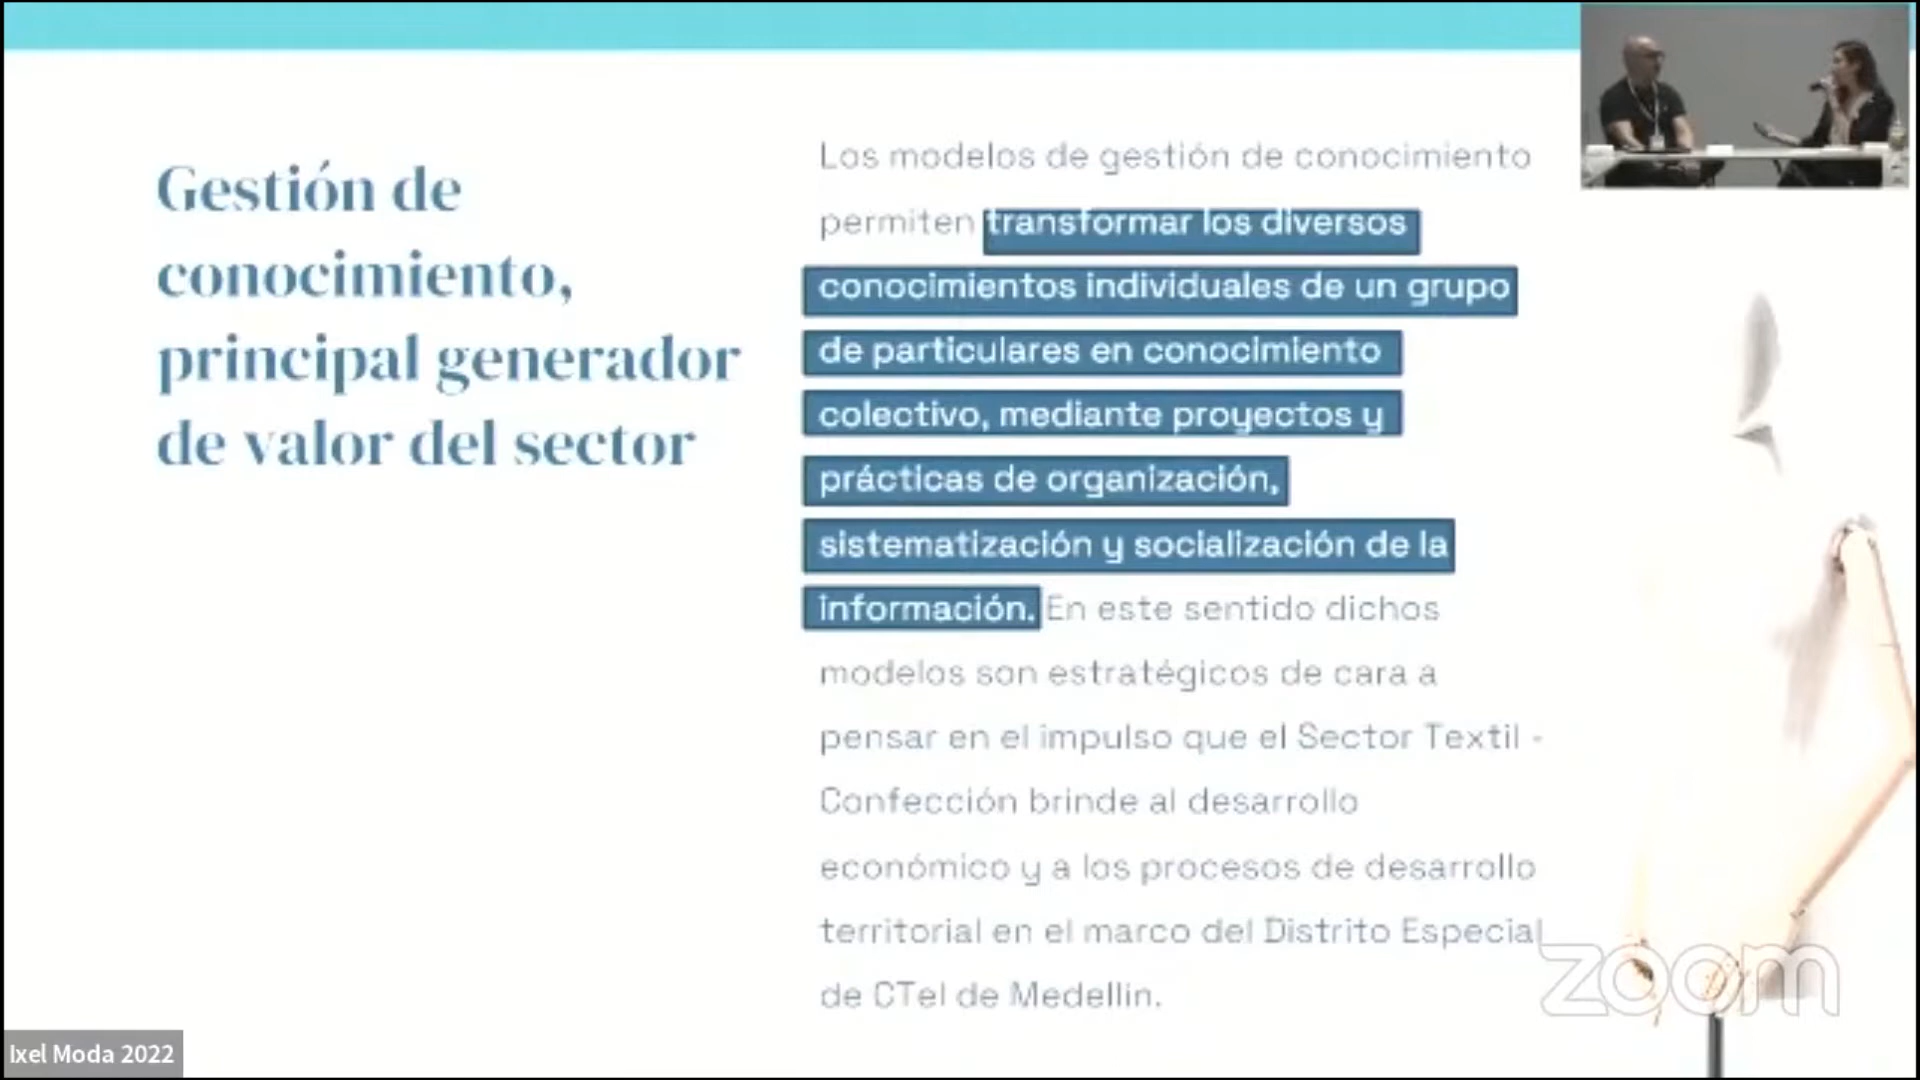 Gestión de
conocimiento,
principal generador
de valor del sector
Los modelos de gestión de conocimiento
permiten transformar los diversos
conocimientos individuales de un grupo
de particulares en conocimiento
colectivo, mediante proyectos y
prácticas de organización,
sistematización y socialización de la
información. En este sentido dichos
modelos son estratégicos de cara a
pensar en el impulso que el Sector Textil -
Confección brinde al desarrollo
económico y a los procesos de desarrollo
territorial en el marco del Distrito Especial
de CTeI de Medellin.
zoom
Ixel Moda 2022